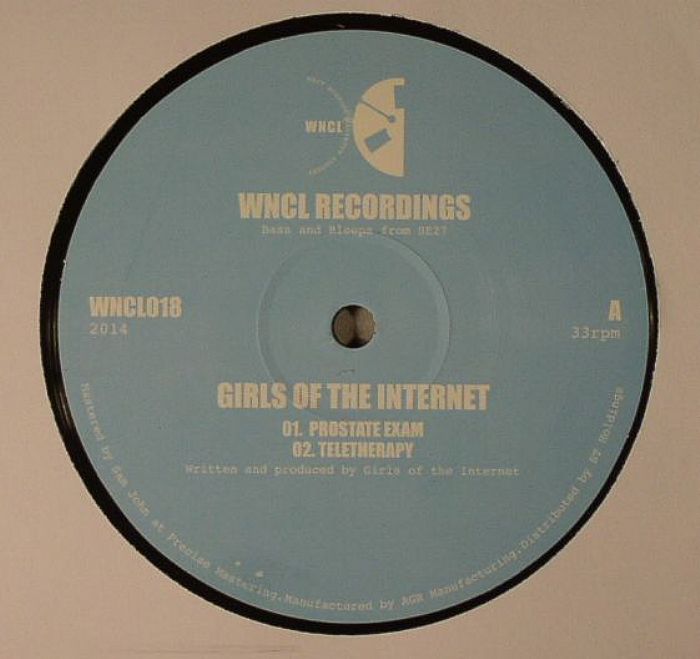 WNCL
WNCL RECORDINGS
Bass and Bleeps from SE27
WNCL018
2014
A
33rpm
GIRLS OF THE INTERNET
01. PROSTATE EXAM
02. TELETHERAPY
Written and produced by Girls of the Internet
Mastered by Sam John at Precise Mastering.Manufactured by AGR Manufacturing.Distributed by ST Holdings